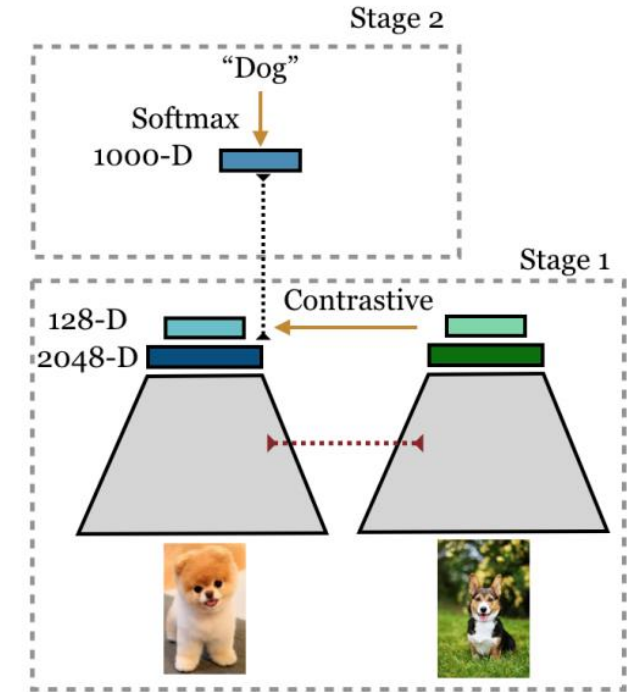 Stage 2
“Dog”
Softmax
1000-D
Stage 1
Contrastive
128-D
2048-D